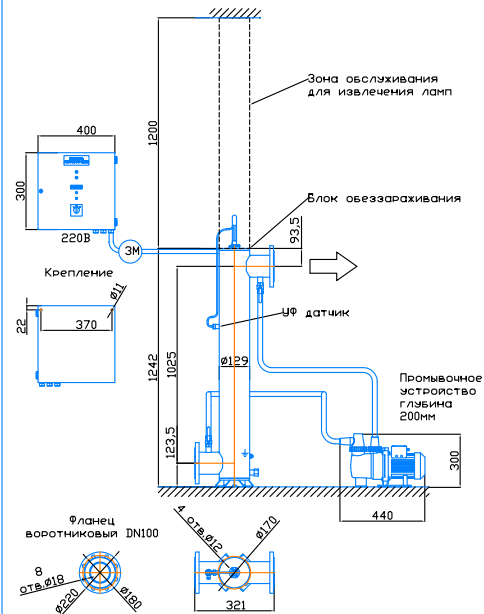 Зона обслуживания
для извлечения ламп
1200
400
300
220В
3М
Блок обеззараживания
93,5
Крепление
Ø11
370
22
УФ датчик
Ø129
1242
1025
123,5
Промывочное
устройство
глубина
200мм
300
440
Фланец
воротниковый DN100
8
отв.Ø18
Ø220
Ø180
4 отв.Ø12
Ø170
321